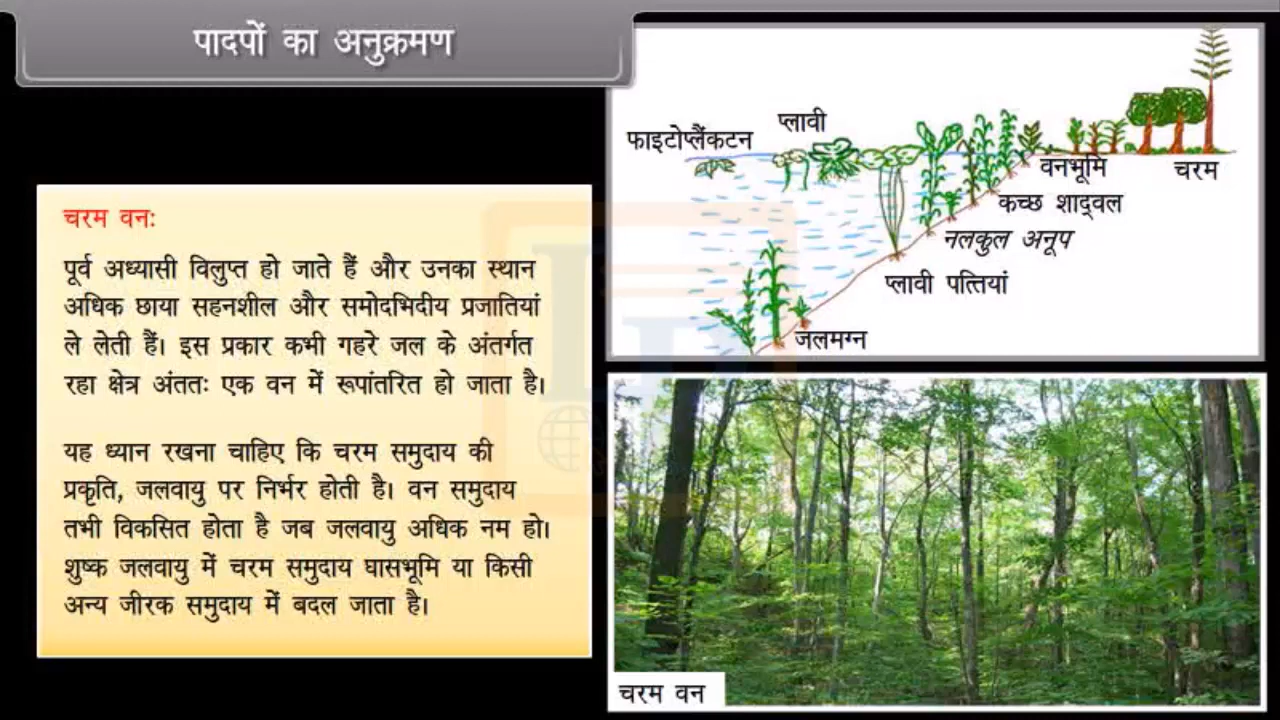 पादपों का अनुक्रमण
चरम वनः
पूर्व अध्यासी विलुप्त हो जाते हैं और उनका स्थान
अधिक छाया सहनशील और समोदभिदीय प्रजातियां
ले लेती हैं। इस प्रकार कभी गहरे जल के अंतर्गत
रहा क्षेत्र अंततः एक वन में रूपांतरित हो जाता है।
यह ध्यान रखना चाहिए कि चरम समुदाय की
प्रकृति, जलवायु पर निर्भर होती है। वन समुदाय
तभी विकसित होता है जब जलवायु अधिक नम हो।
शुष्क जलवायु में चरम समुदाय घासभूमि या किसी
अन्य जीरक समुदाय में बदल जाता है।
फाइटोप्लैंकटन
प्लावी
वनभूमि
चरम
कच्छ शाद्वल
नलकुल अनूप
प्लावी पत्तियां
जलमग्न
चरम वन